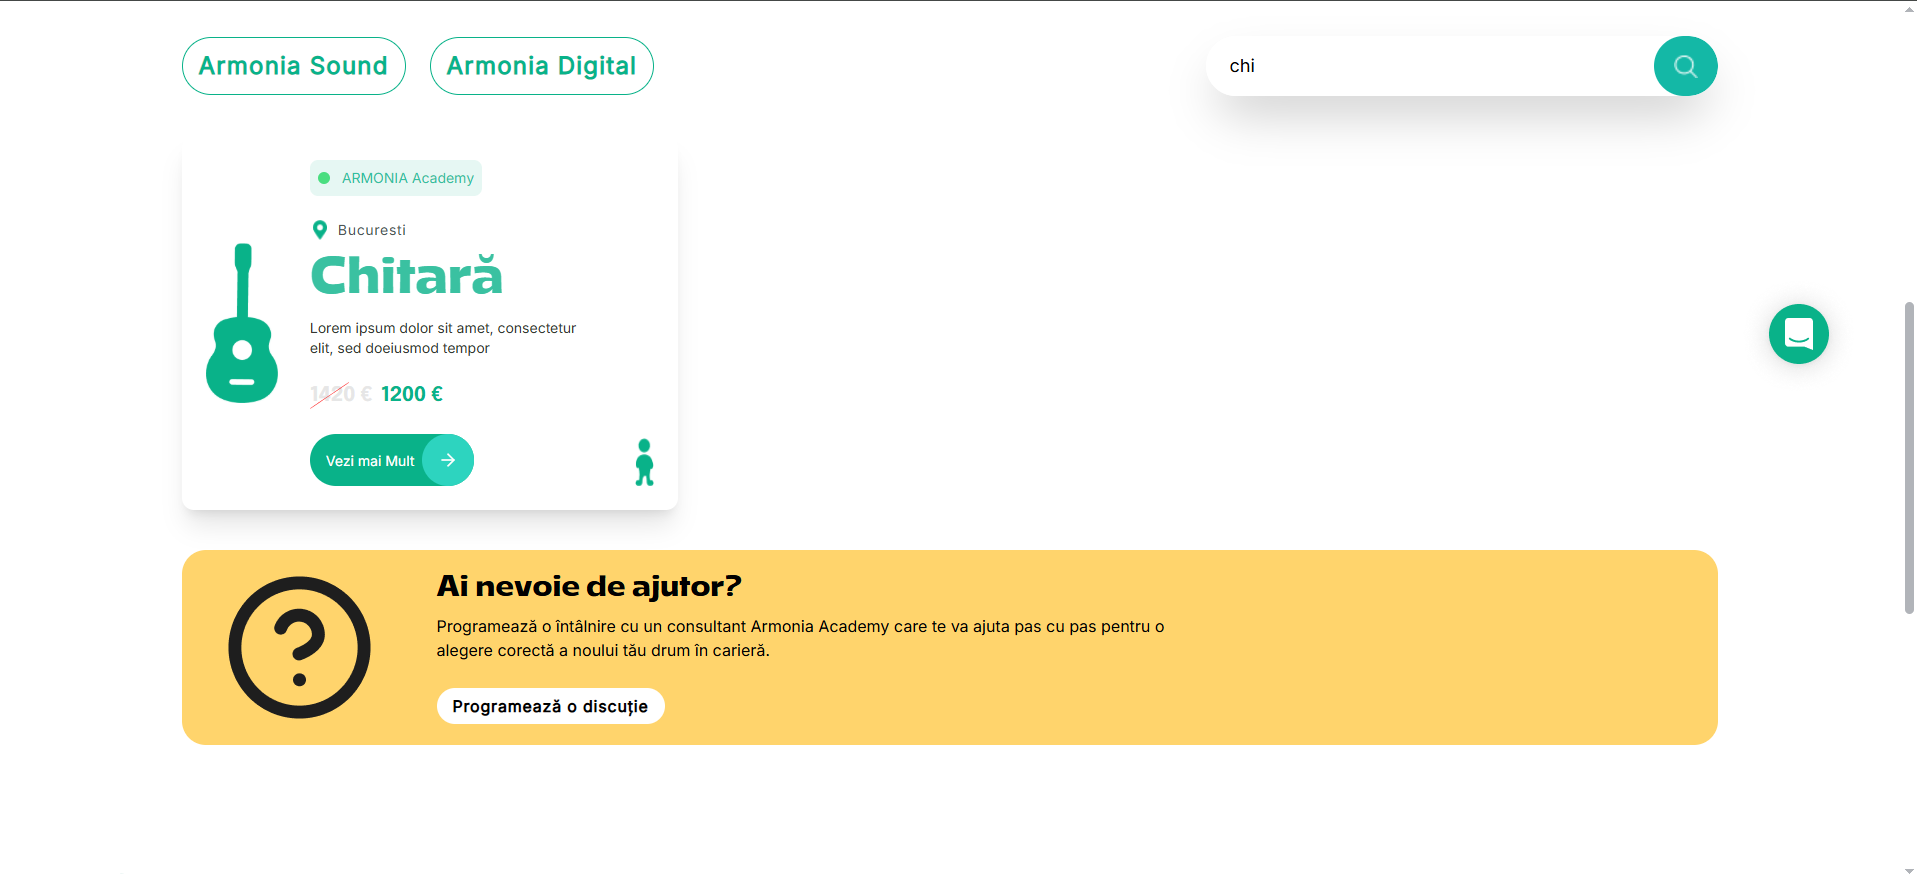 Armonia Sound
Armonia Digital
chi
ARMONIA Academy
Bucuresti
Chitară
Lorem ipsum dolor sit amet, consectetur
elit, sed doeiusmod tempor
1420 € 1200 €
Vezi mai Mult
Ai nevoie de ajutor?
Programează o întâlnire cu un consultant Armonia Academy care te va ajuta pas cu pas pentru o
alegere corectă a noului tău drum în carieră.
Programează o discuție